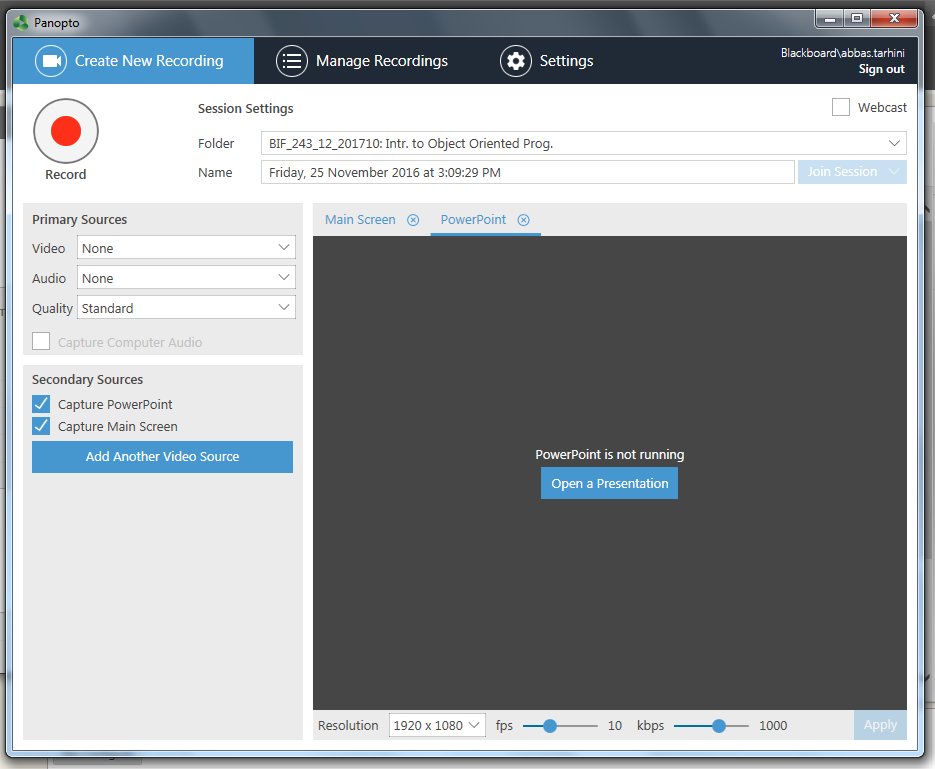 Panopto
Create New Recording
Manage Recordings
Settings
Blackboard\abbas.tarhini
Sign out
Record
Session Settings
Webcast
Folder
BIF_243_12_201710: Intr. to Object Oriented Prog.
Name
Friday, 25 November 2016 at 3:09:29 PM
Join Session
Primary Sources
Video
None
Audio
None
Quality
Standard
Capture Computer Audio
Secondary Sources
Capture PowerPoint
Capture Main Screen
Add Another Video Source
Main Screen
PowerPoint
PowerPoint is not running
Open a Presentation
Resolution
1920 x 1080
fps
10
kbps
1000
Apply